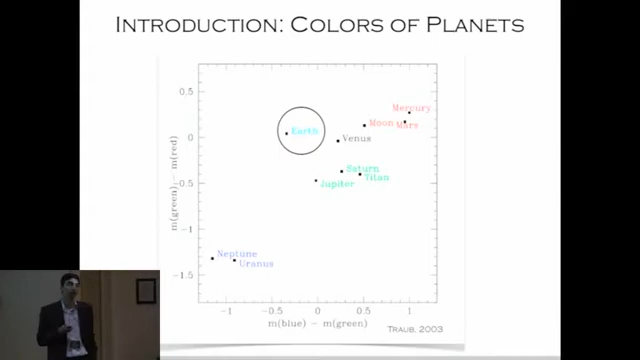 INTRODUCTION: COLORS OF PLANETS
0.5
0
-0.5
-1
-1.5
m(green) - m(red)
Mercury
Moon
Mars
Earth
Venus
Saturn
Titan
Jupiter
Neptune
Uranus
-1
-0.5
0
0.5
1
m(blue) - m(green)
TRAUB, 2003